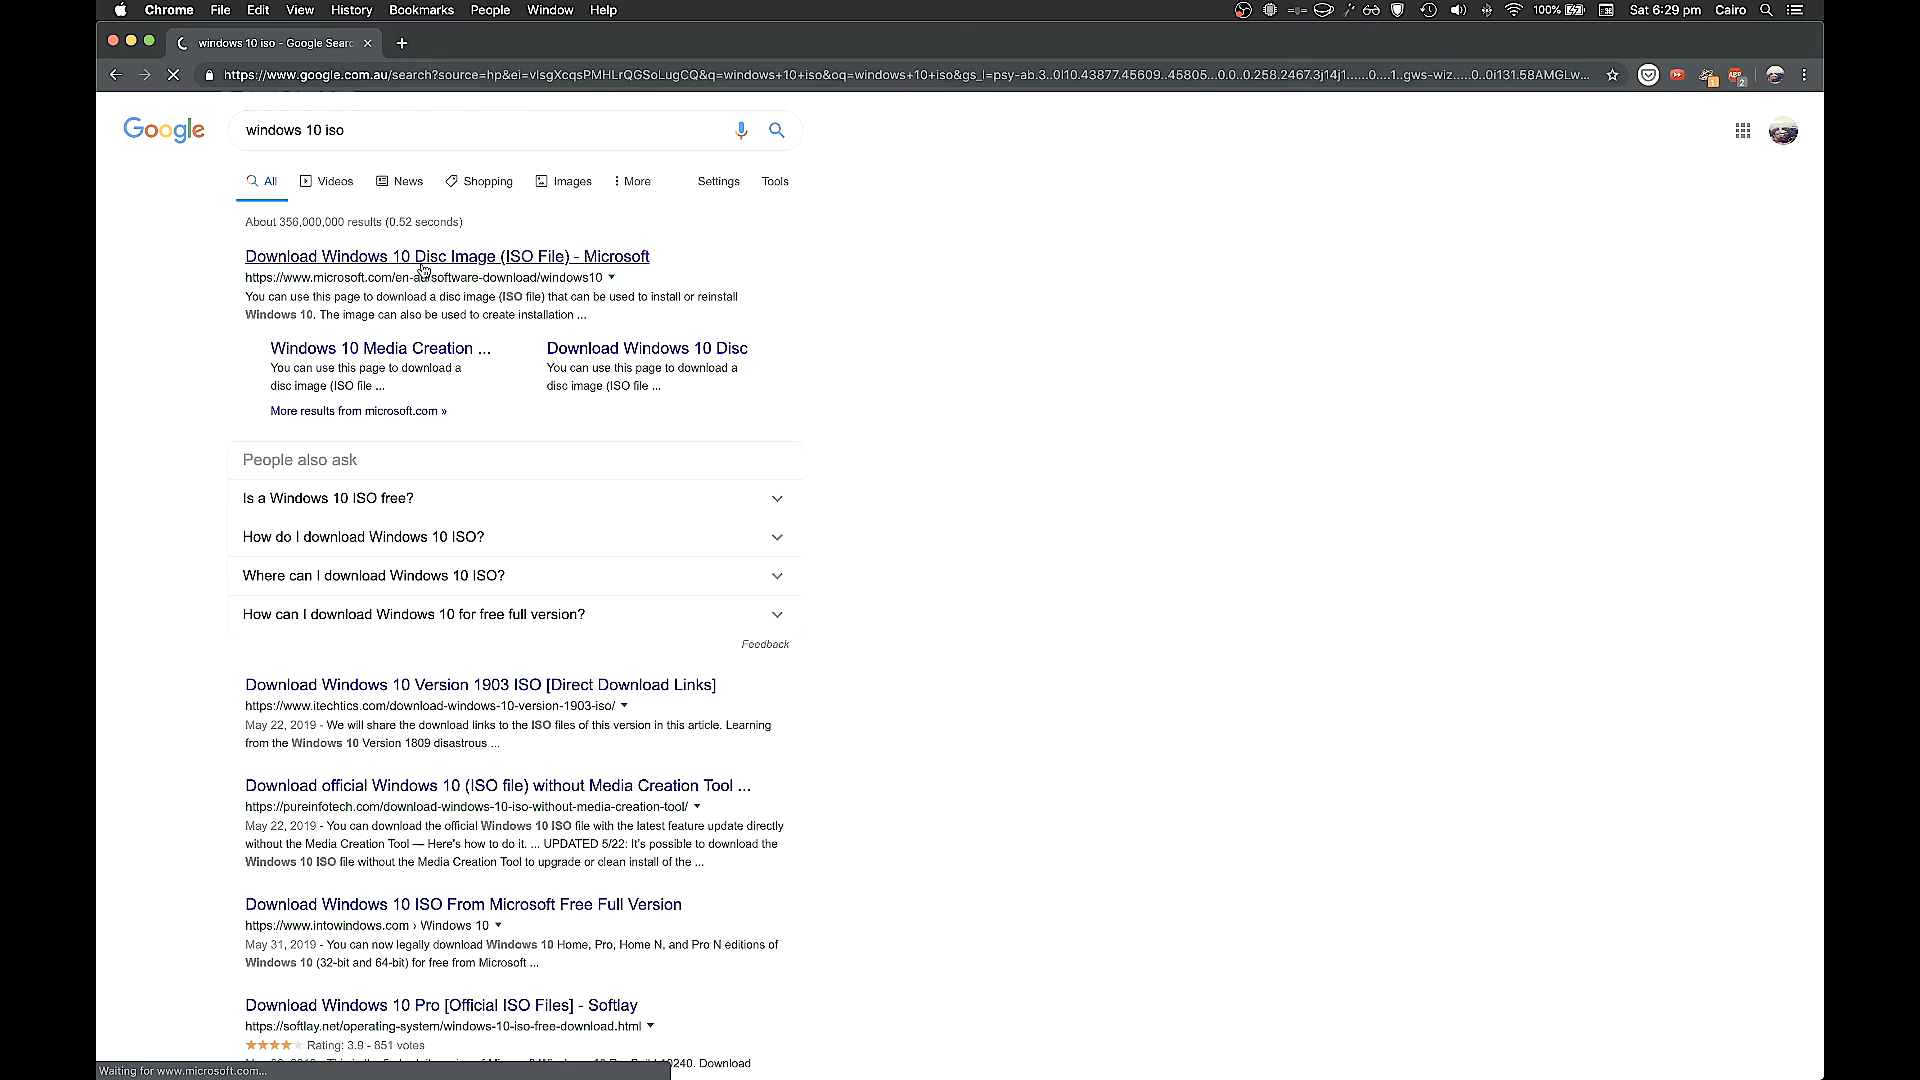 Chrome File Edit View History Bookmarks People Window Help 100% Sat 6:29 pm Cairo
windows 10 iso - Google Searc
https://www.google.com.au/search?source=hp&ei=vIsgXcqsPMHLrQGSoLugCQ&q=windows+10+iso&oq=windows+10+iso&gs_l=psy-ab.3..0l10.43877.45609..45805...0.0..0.258.2467.3j14j1......0....1..gws-wiz.....0..0i131.58AMGLw...
1 ABP 2
Google windows 10 iso
All Videos News Shopping Images More Settings Tools
About 356,000,000 results (0.52 seconds)
Download Windows 10 Disc Image (ISO File) - Microsoft
https://www.microsoft.com/en-au/software-download/windows10
You can use this page to download a disc image (ISO file) that can be used to install or reinstall
Windows 10. The image can also be used to create installation ...
Windows 10 Media Creation ... Download Windows 10 Disc
You can use this page to download a You can use this page to download a
disc image (ISO file ... disc image (ISO file ...
More results from microsoft.com »
People also ask
Is a Windows 10 ISO free?
How do I download Windows 10 ISO?
Where can I download Windows 10 ISO?
How can I download Windows 10 for free full version?
Feedback
Download Windows 10 Version 1903 ISO [Direct Download Links]
https://www.itechtics.com/download-windows-10-version-1903-iso/
May 22, 2019 - We will share the download links to the ISO files of this version in this article. Learning
from the Windows 10 Version 1809 disastrous ...
Download official Windows 10 (ISO file) without Media Creation Tool ...
https://pureinfotech.com/download-windows-10-iso-without-media-creation-tool/
May 22, 2019 - You can download the official Windows 10 ISO file with the latest feature update directly
without the Media Creation Tool — Here's how to do it. ... UPDATED 5/22: It's possible to download the
Windows 10 ISO file without the Media Creation Tool to upgrade or clean install of the ...
Download Windows 10 ISO From Microsoft Free Full Version
https://www.intowindows.com › Windows 10
May 31, 2019 - You can now legally download Windows 10 Home, Pro, Home N, and Pro N editions of
Windows 10 (32-bit and 64-bit) for free from Microsoft ...
Download Windows 10 Pro [Official ISO Files] - Softlay
https://softlay.net/operating-system/windows-10-iso-free-download.html
Rating: 3.9 - 851 votes
0240. Download
Waiting for www.microsoft.com...